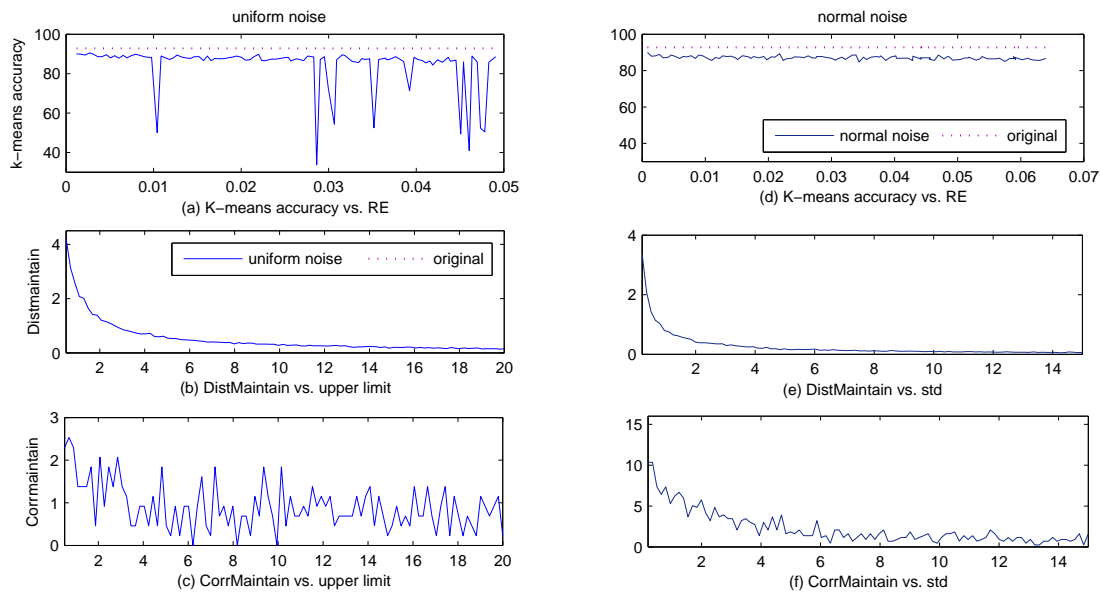 uniform noise
k−means accuracy
100
80
60
40
0 0.01 0.02 0.03 0.04 0.05
(a) K−means accuracy vs. RE
normal noise
100
80
60
40
normal noise original
0 0.01 0.02 0.03 0.04 0.05 0.06 0.07
(d) K−means accuracy vs. RE
Distmaintain
4
2
0
uniform noise original
2 4 6 8 10 12 14 16 18 20
(b) DistMaintain vs. upper limit
4
2
0
2 4 6 8 10 12 14
(e) DistMaintain vs. std
Corrmaintain
3
2
1
0
2 4 6 8 10 12 14 16 18 20
(c) CorrMaintain vs. upper limit
15
10
5
0
2 4 6 8 10 12 14
(f) CorrMaintain vs. std